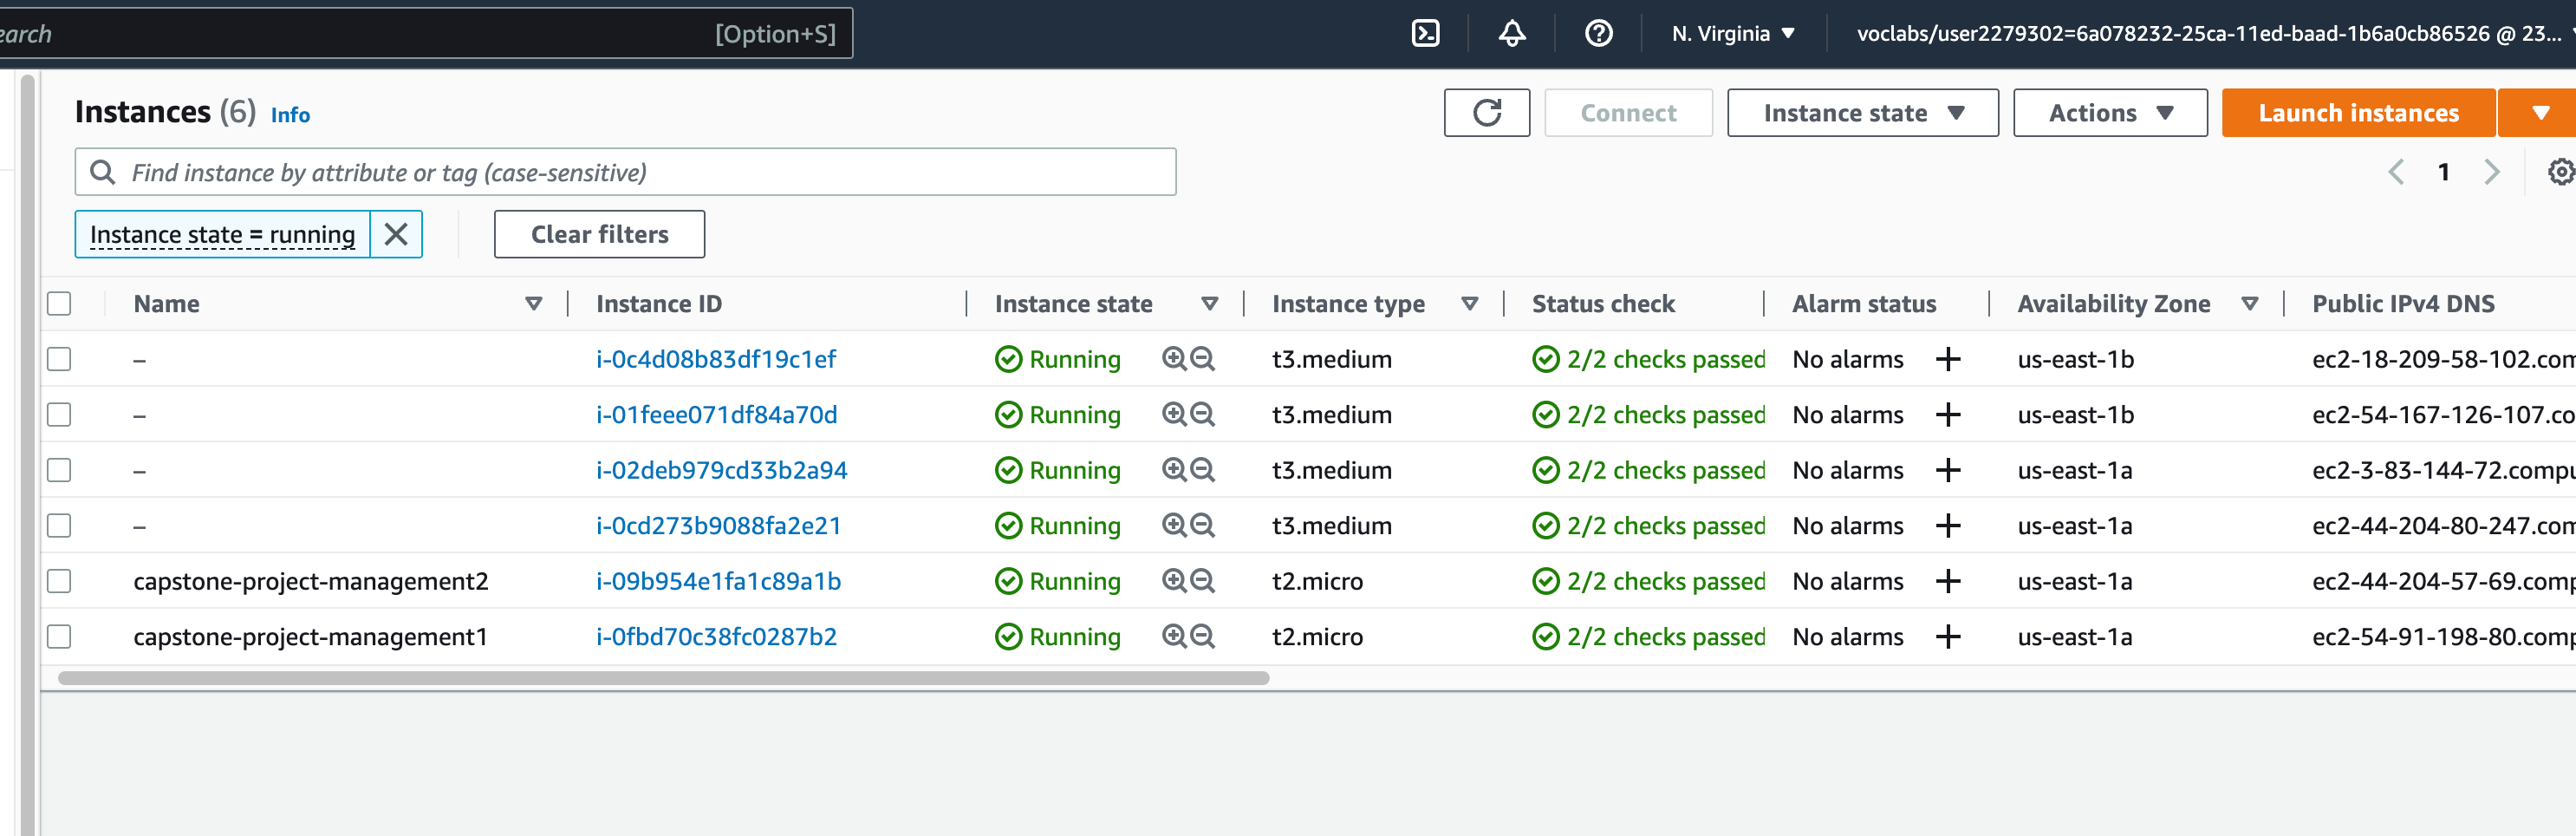 earch [Option+S] N. Virginia voclabs/user2279302=6a078232-25ca-11ed-baad-1b6a0cb86526 @ 23...
Instances (6) Info Connect Instance state Actions Launch instances
Find instance by attribute or tag (case-sensitive) 1
Instance state = running Clear filters
Name Instance ID Instance state Instance type Status check Alarm status Availability Zone Public IPv4 DNS
– i-0c4d08b83df19c1ef Running t3.medium 2/2 checks passed No alarms + us-east-1b ec2-18-209-58-102.com
– i-01feee071df84a70d Running t3.medium 2/2 checks passed No alarms + us-east-1b ec2-54-167-126-107.co
– i-02deb979cd33b2a94 Running t3.medium 2/2 checks passed No alarms + us-east-1a ec2-3-83-144-72.compu
– i-0cd273b9088fa2e21 Running t3.medium 2/2 checks passed No alarms + us-east-1a ec2-44-204-80-247.com
capstone-project-management2 i-09b954e1fa1c89a1b Running t2.micro 2/2 checks passed No alarms + us-east-1a ec2-44-204-57-69.comp
capstone-project-management1 i-0fbd70c38fc0287b2 Running t2.micro 2/2 checks passed No alarms + us-east-1a ec2-54-91-198-80.comp